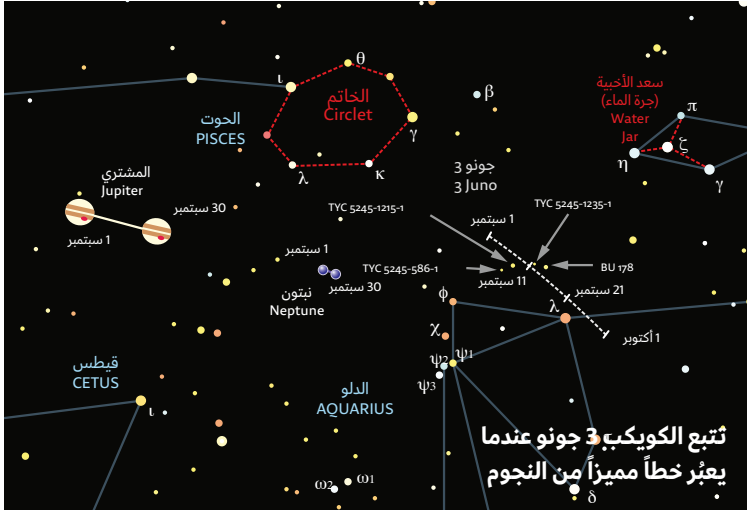 θ
ι
β
الخاتم
Circlet
سعد الأخبية
(جرة الماء)
Water
Jar
π
الحوت
PISCES
γ
ζ
η
γ
λ
κ
جونو 3
3 Juno
المشتري
Jupiter
30 سبتمبر
1 سبتمبر
TYC 5245-1215-1
1 سبتمبر
TYC 5245-1235-1
1 سبتمبر
TYC 5245-586-1
11 سبتمبر
BU 178
30 سبتمبر
نبتون
Neptune
21 سبتمبر
ϕ
λ
χ
1 أكتوبر
ψ2
ψ1
ψ3
قيطس
CETUS
ι
الدلو
AQUARIUS
تتبع الكويكب 3 جونو عندما
يعبُر خطاً مميزاً من النجوم
ω2
ω1
δ